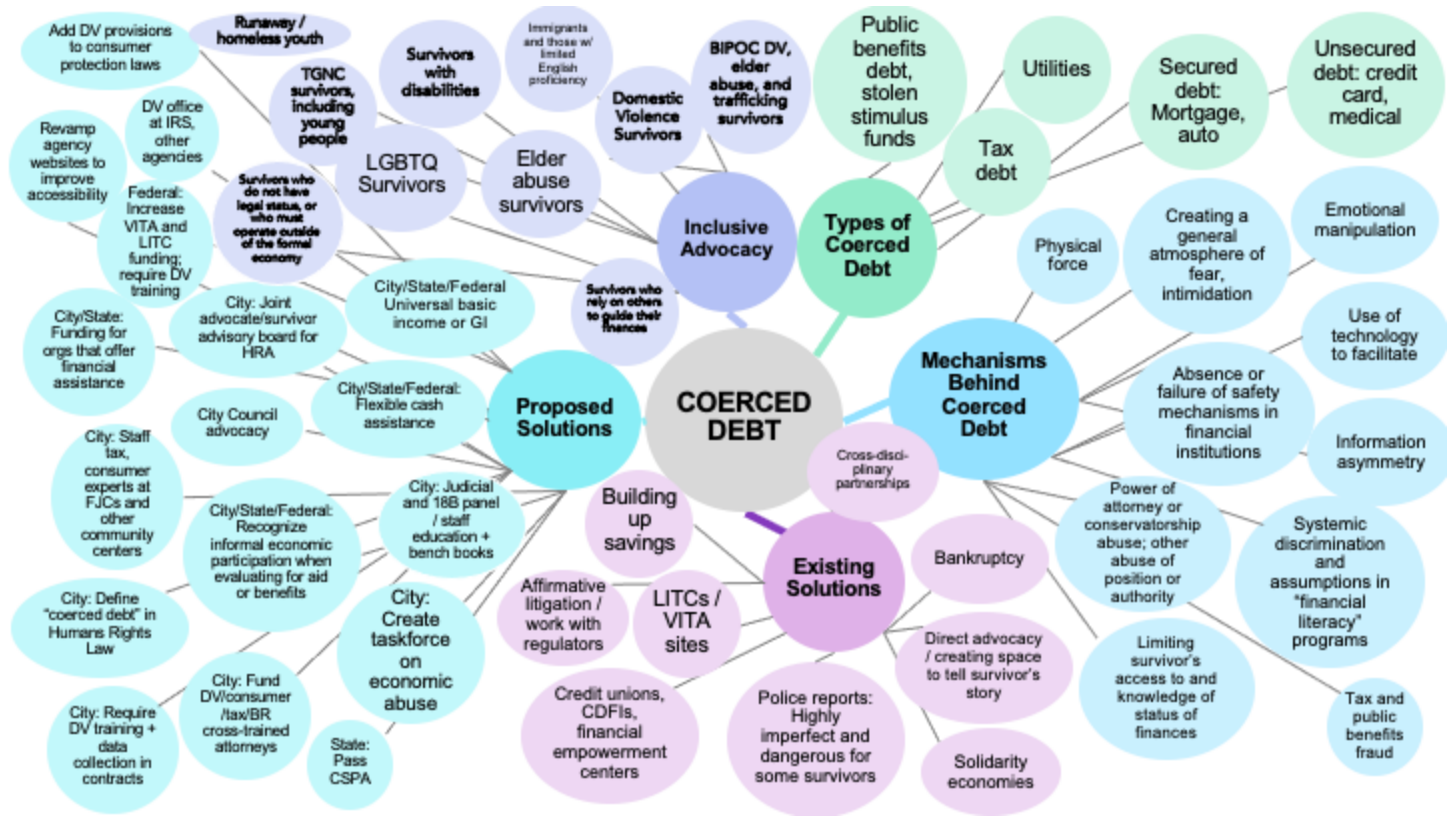 Add DV provisions
to consumer
protection laws
Runaway /
homeless youth
TGNC
survivors,
including
young
people
Survivors
with
disabilities
Immigrants
and those w/
limited
English
proficiency
Domestic
Violence
Survivors
BIPOC DV,
elder
abuse, and
trafficking
survivors
Public
benefits
debt,
stolen
stimulus
funds
Utilities
Tax
debt
Secured
debt:
Mortgage,
auto
Unsecured
debt: credit
card,
medical
DV office
at IRS,
other
agencies
Revamp
agency
websites to
improve
accessibility
Federal:
Increase
VITA and
LITC
funding;
require DV
training
Survivors who
do not have
legal status, or
who must
operate outside
of the formal
economy
LGBTQ
Survivors
Elder
abuse
survivors
Inclusive
Advocacy
Types of
Coerced
Debt
Survivors who
rely on others
to guide their
finances
Physical
force
Creating a
general
atmosphere of
fear,
intimidation
Emotional
manipulation
Use of
technology
to facilitate
Mechanisms
Behind
Coerced
Debt
Absence or
failure of safety
mechanisms in
financial
institutions
Information
asymmetry
Power of
attorney or
conservatorship
abuse; other
abuse of
position or
authority
Systemic
discrimination
and
assumptions in
“financial
literacy”
programs
Limiting
survivor’s
access to and
knowledge of
status of
finances
Tax and
public
benefits
fraud
COERCED
DEBT
Proposed
Solutions
City/State/Federal
Universal basic
income or GI
City: Joint
advocate/survivor
advisory board for
HRA
City/State:
Funding for
orgs that offer
financial
assistance
City/State/Federal:
Flexible cash
assistance
City Council
advocacy
City: Staff
tax,
consumer
experts at
FJCs and
other
community
centers
City/State/Federal:
Recognize
informal economic
participation when
evaluating for aid
or benefits
City: Judicial
and 18B panel
/ staff
education +
bench books
City: Define
“coerced debt” in
Humans Rights
Law
City:
Create
taskforce
on
economic
abuse
City: Require
DV training +
data
collection in
contracts
City: Fund
DV/consumer
/tax/BR
cross-trained
attorneys
State:
Pass
CSPA
Cross-disci-
plinary
partnerships
Building
up
savings
Existing
Solutions
Bankruptcy
Affirmative
litigation /
work with
regulators
LITCs /
VITA
sites
Direct advocacy
/ creating space
to tell survivor’s
story
Credit unions,
CDFIs,
financial
empowerment
centers
Police reports:
Highly
imperfect and
dangerous for
some survivors
Solidarity
economies